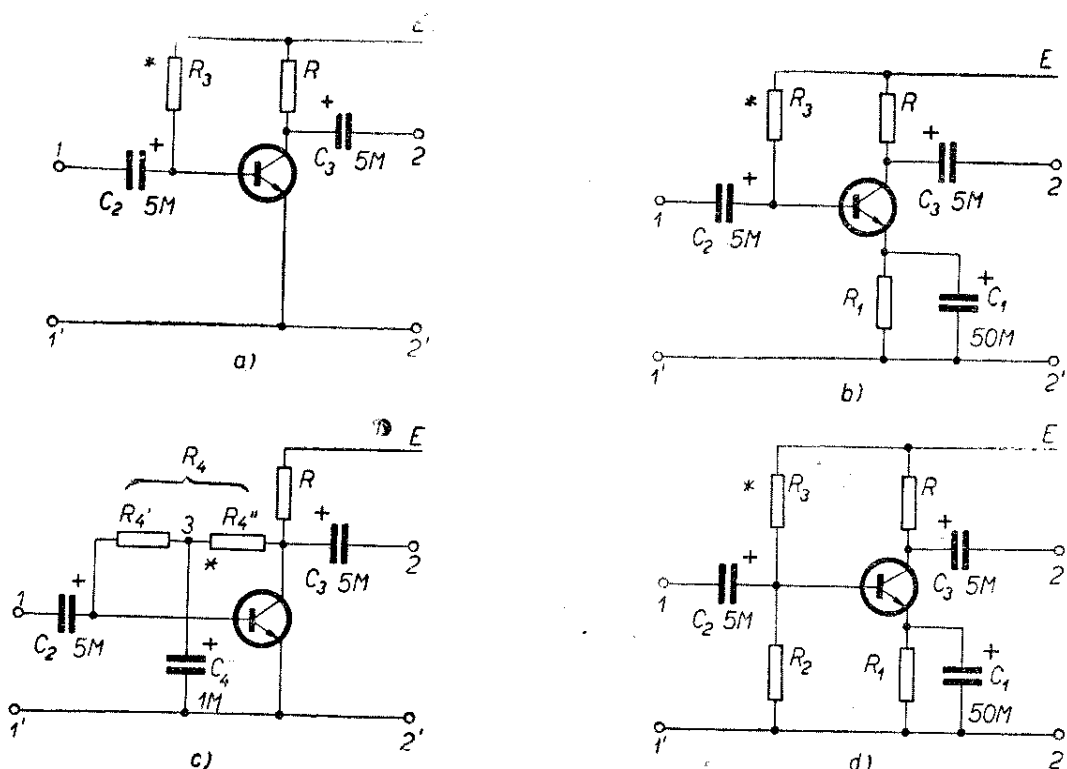 E
* R3
R
+
C3 5M
2
1
+
C2 5M
1'
2'
a)
E
* R3
R
+
C3 5M
2
1
+
C2 5M
R1
+
C1
50M
1'
2'
b)
E
R4
R
R4'
3
R4"
*
+
C3 5M
2
1
+
C2 5M
+
C4
1M
1'
2'
c)
E
* R3
R
+
C3 5M
2
1
+
C2 5M
R2
R1
+
C1
50M
1'
2
d)